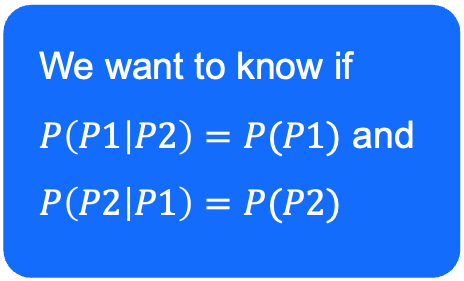 We want to know if
P(P1|P2) = P(P1) and
P(P2|P1) = P(P2)